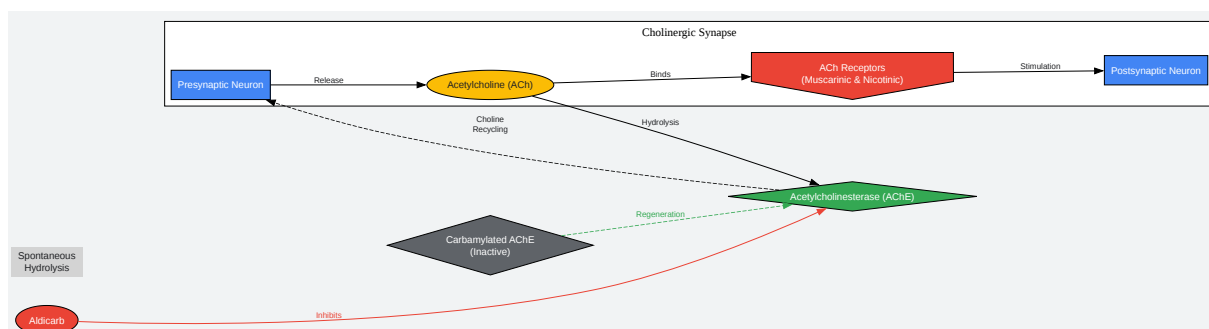 Cholinergic Synapse
Presynaptic Neuron
Release
Acetylcholine (ACh)
Binds
ACh Receptors
(Muscarinic & Nicotinic)
Stimulation
Postsynaptic Neuron
Choline
Recycling
Hydrolysis
Acetylcholinesterase (AChE)
Regeneration
Carbamylated AChE
(Inactive)
Spontaneous
Hydrolysis
Aldicarb
Inhibits